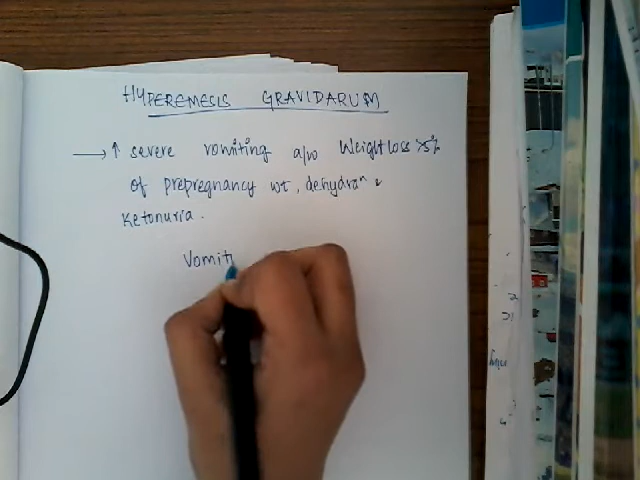 HYPEREMESIS GRAVIDARUM
→ ↑ severe vomiting a/w Weight loss >5%
of prepregnancy wt, dehydraⁿ &
Ketonuria.
Vomit